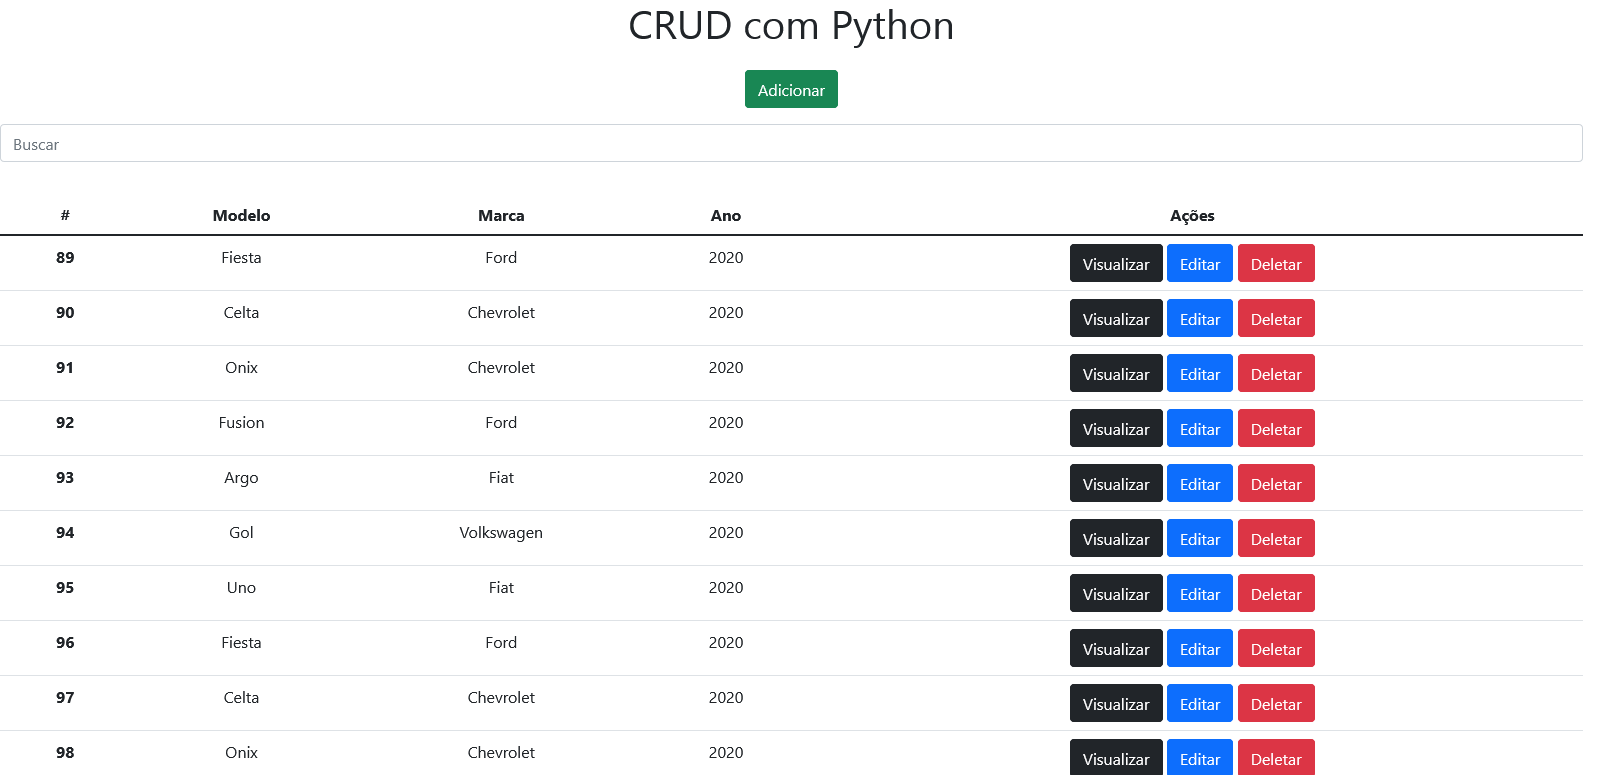 CRUD com Python
Adicionar
Buscar
# Modelo Marca Ano Ações
89 Fiesta Ford 2020 Visualizar Editar Deletar
90 Celta Chevrolet 2020 Visualizar Editar Deletar
91 Onix Chevrolet 2020 Visualizar Editar Deletar
92 Fusion Ford 2020 Visualizar Editar Deletar
93 Argo Fiat 2020 Visualizar Editar Deletar
94 Gol Volkswagen 2020 Visualizar Editar Deletar
95 Uno Fiat 2020 Visualizar Editar Deletar
96 Fiesta Ford 2020 Visualizar Editar Deletar
97 Celta Chevrolet 2020 Visualizar Editar Deletar
98 Onix Chevrolet 2020 Visualizar Editar Deletar